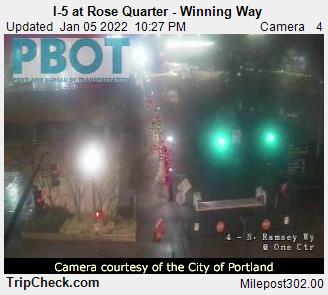 I-5 at Rose Quarter - Winning Way
Updated Jan 05 2022 10:27 PM Camera 4
PBOT
PORTLAND BUREAU OF TRANSPORTATION
4 - N. Ramsey Wy
@ One Ctr
Camera courtesy of the City of Portland
TripCheck.com Milepost302.00